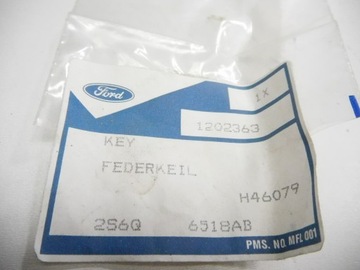 Ford
1X
1202363
KEY
FEDERKEIL
H46079
2S6Q 6518AB
PMS. NO MFL 001